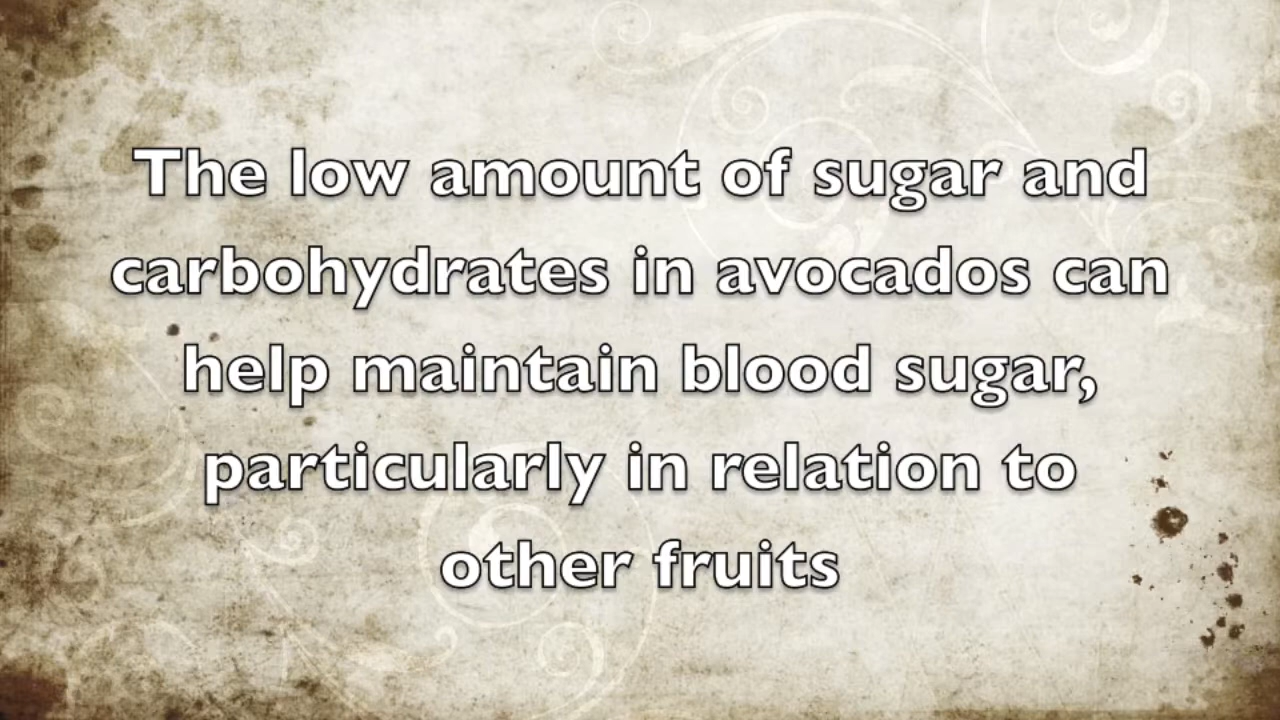 The low amount of sugar and
carbohydrates in avocados can
help maintain blood sugar,
particularly in relation to
other fruits